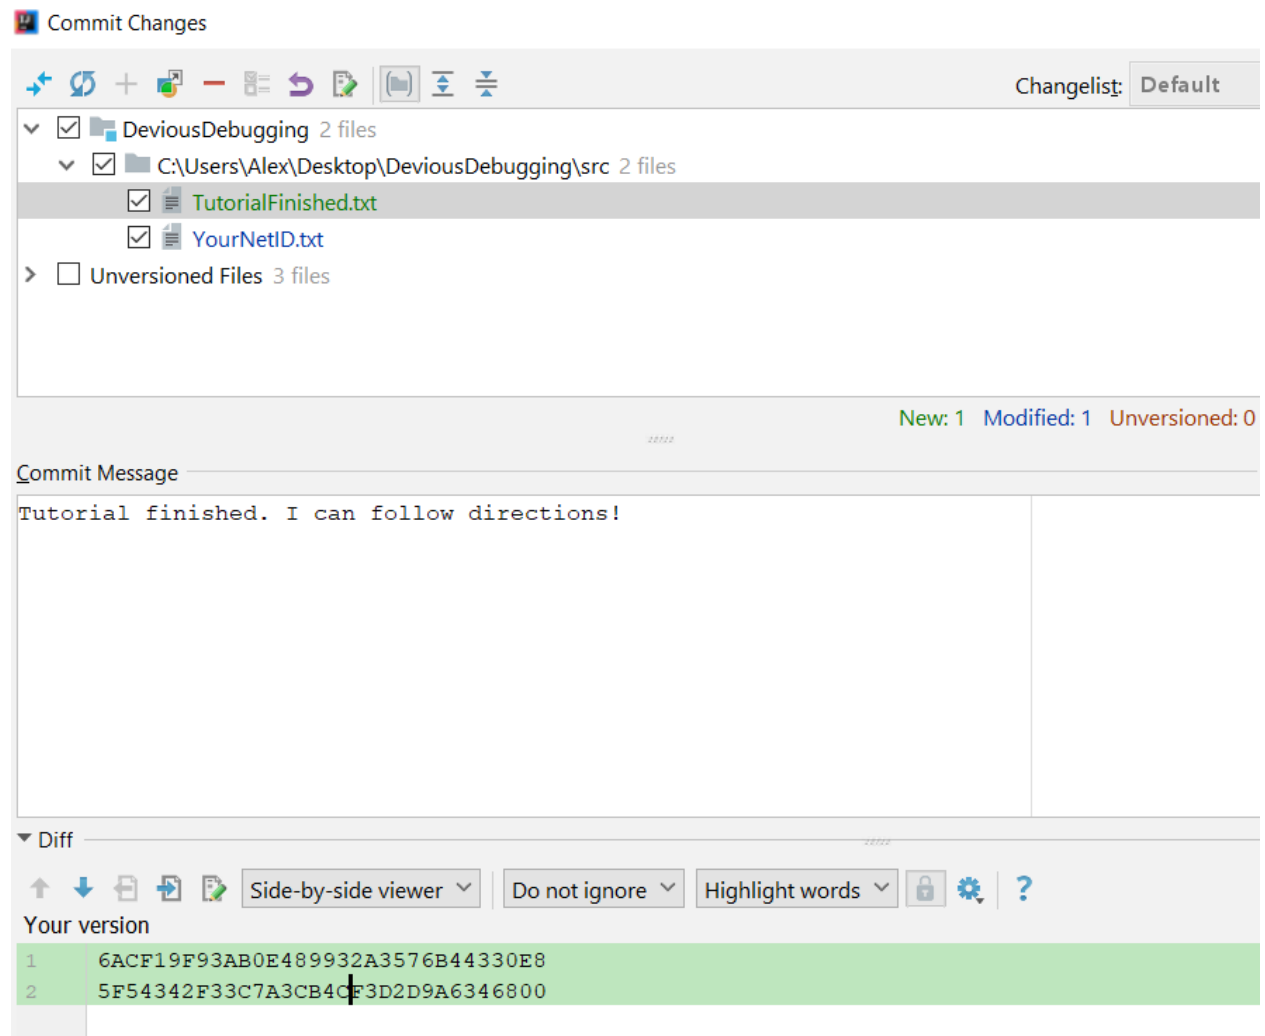 Commit Changes
Changelist: Default
DeviousDebugging 2 files
C:\Users\Alex\Desktop\DeviousDebugging\src 2 files
TutorialFinished.txt
YourNetID.txt
Unversioned Files 3 files
New: 1 Modified: 1 Unversioned: 0
Commit Message
Tutorial finished. I can follow directions!
Diff
Side-by-side viewer Do not ignore Highlight words ?
Your version
1 6ACF19F93AB0E489932A3576B44330E8
2 5F54342F33C7A3CB4CF3D2D9A6346800